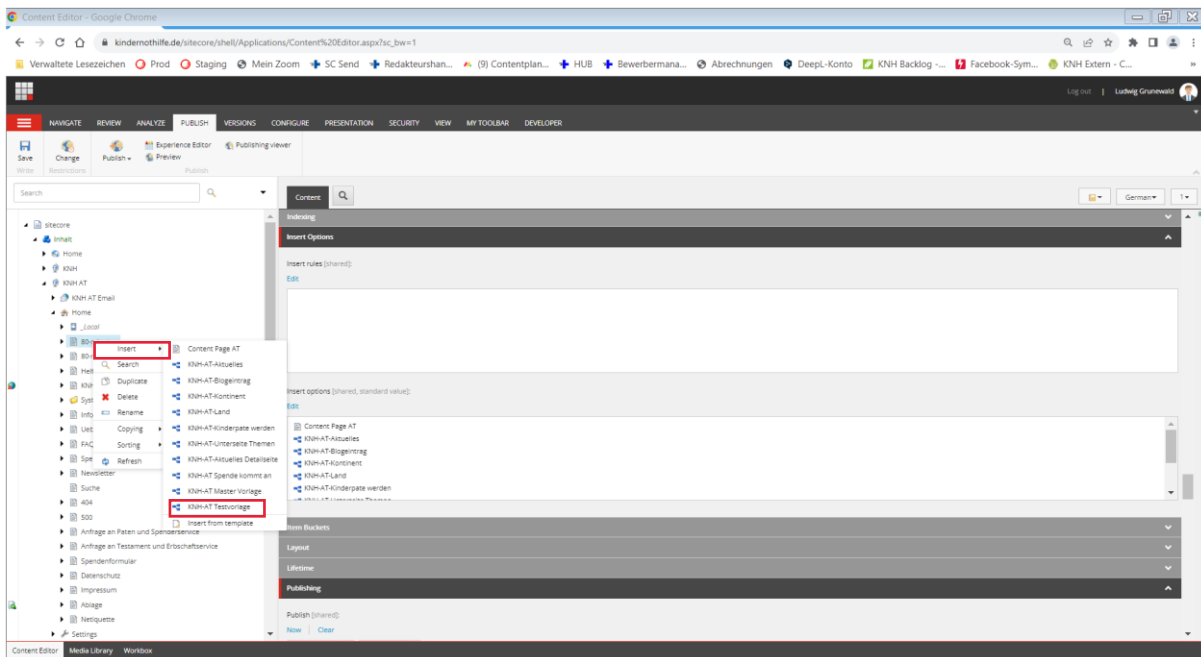 Content Editor - Google Chrome
kindernothilfe.de/sitecore/shell/Applications/Content%20Editor.aspx?sc_bw=1
Verwaltete Lesezeichen Prod Staging Mein Zoom SC Send Redakteurshan... (9) Contentplan... HUB Bewerbermana... Abrechnungen DeepL-Konto KNH Backlog -... Facebook-Sym... KNH Extern - C... »
Log out | Ludwig Grunewald
NAVIGATE REVIEW ANALYZE PUBLISH VERSIONS CONFIGURE PRESENTATION SECURITY VIEW MY TOOLBAR DEVELOPER
Save Change Publish Experience Editor Publishing viewer
Preview
Write Restrictions Publish
Search
Content
German 1
sitecore
Inhalt
Home
KNH
KNH AT
KNH AT Email
Home
_Local
Syst
Info
FAQ
Spe
Newsletter
Suche
404
500
Anfrage an Paten und Spenderservice
Anfrage an Testament und Erbschaftservice
Spendenformular
Datenschutz
Impressum
Ablage
Netiquette
Settings
Insert
Search
Duplicate
Delete
Rename
Copying
Sorting
Refresh
Content Page AT
KNH-AT-Aktuelles
KNH-AT-Blogeintrag
KNH-AT-Kontinent
KNH-AT-Land
KNH-AT-Kinderpate werden
KNH-AT-Unterseite Themen
KNH-AT-Aktuelles Detailseite
KNH-AT Spende kommt an
KNH-AT Master Vorlage
KNH-AT Testvorlage
Insert from template
Indexing
Insert Options
Insert rules [shared]:
Edit
Insert options [shared, standard value]:
Edit
Content Page AT
KNH-AT-Aktuelles
KNH-AT-Blogeintrag
KNH-AT-Kontinent
KNH-AT-Land
KNH-AT-Kinderpate werden
KNH-AT-Unterseite Themen
Item Buckets
Layout
Lifetime
Publishing
Publish [shared]:
Now Clear
Content Editor Media Library Workbox